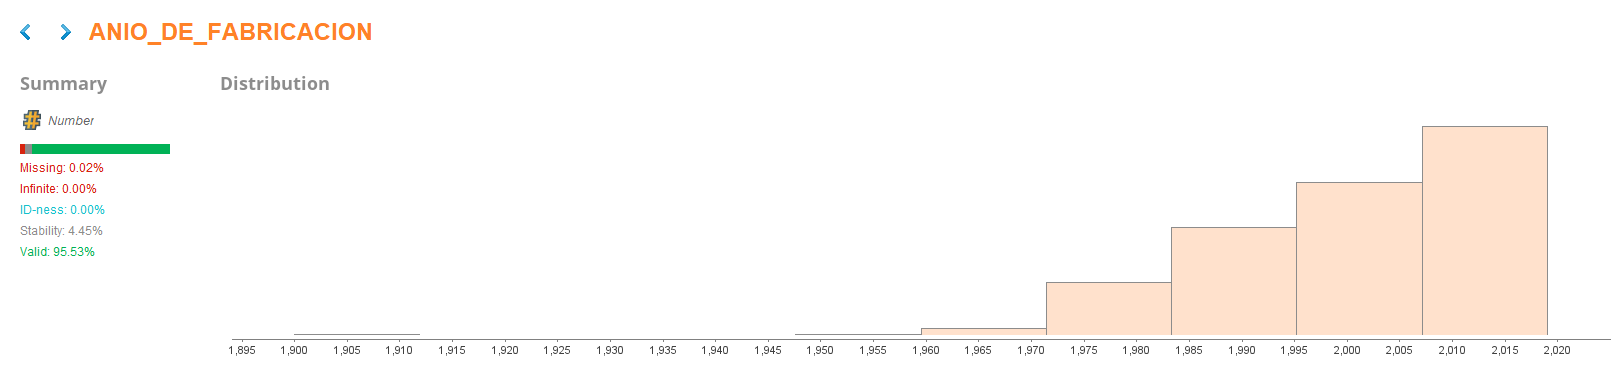 ANIO_DE_FABRICACION
Summary
Distribution
Number
Missing: 0.02%
Infinite: 0.00%
ID-ness: 0.00%
Stability: 4.45%
Valid: 95.53%
1,895 1,900 1,905 1,910 1,915 1,920 1,925 1,930 1,935 1,940 1,945 1,950 1,955 1,960 1,965 1,970 1,975 1,980 1,985 1,990 1,995 2,000 2,005 2,010 2,015 2,020